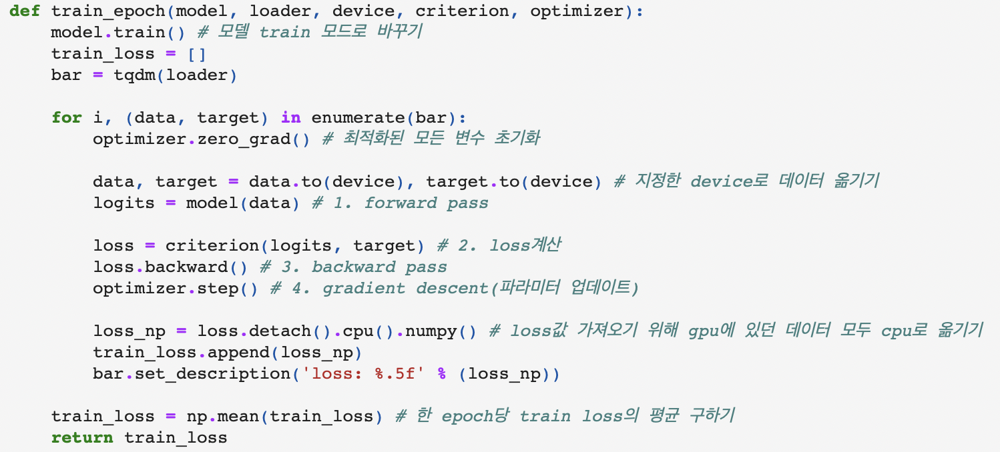 def train_epoch(model, loader, device, criterion, optimizer):
    model.train() # 모델 train 모드로 바꾸기
    train_loss = []
    bar = tqdm(loader)

    for i, (data, target) in enumerate(bar):
        optimizer.zero_grad() # 최적화된 모든 변수 초기화

        data, target = data.to(device), target.to(device) # 지정한 device로 데이터 옮기기
        logits = model(data) # 1. forward pass

        loss = criterion(logits, target) # 2. loss계산
        loss.backward() # 3. backward pass
        optimizer.step() # 4. gradient descent(파라미터 업데이트)

        loss_np = loss.detach().cpu().numpy() # loss값 가져오기 위해 gpu에 있던 데이터 모두 cpu로 옮기기
        train_loss.append(loss_np)
        bar.set_description('loss: %.5f' % (loss_np))

    train_loss = np.mean(train_loss) # 한 epoch당 train loss의 평균 구하기
    return train_loss